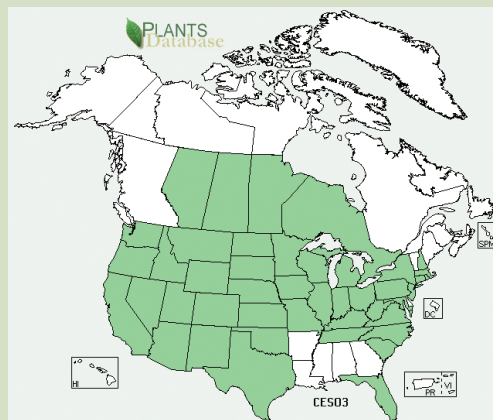 PLANTS
Database
SPM
DC
HI
PR
VI
CESO3